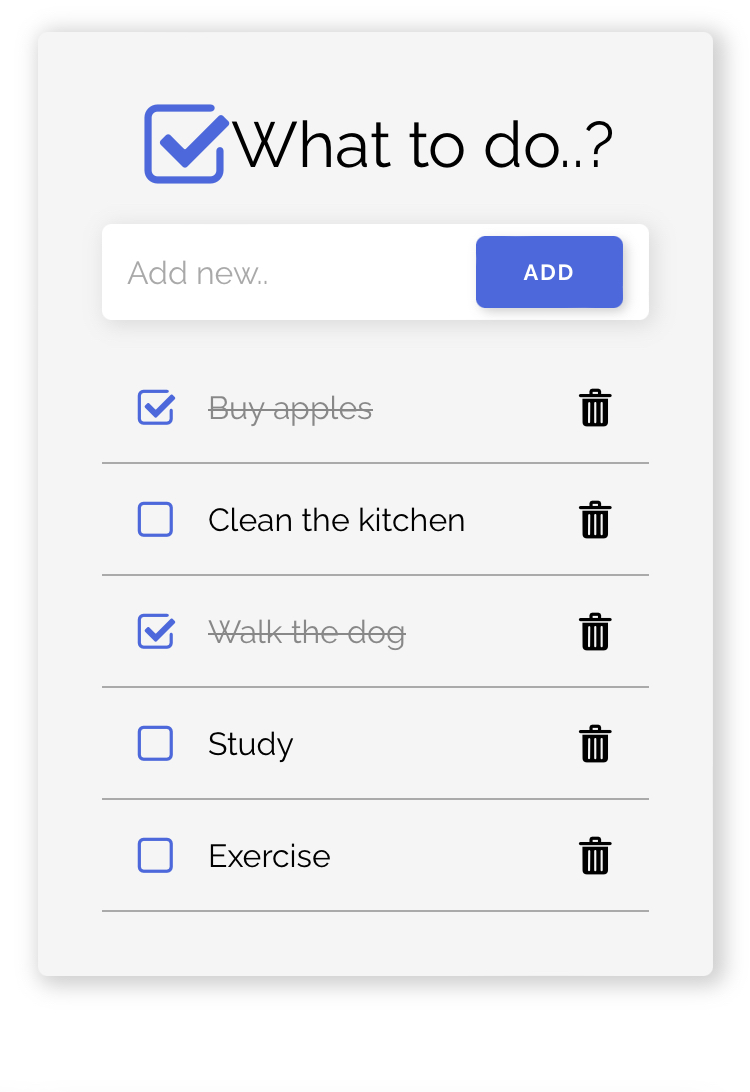 What to do..?
Add new..
ADD
Buy apples
Clean the kitchen
Walk the dog
Study
Exercise